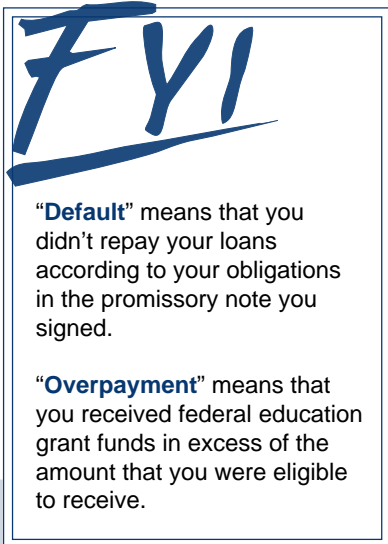 FYI
“Default” means that you
didn’t repay your loans
according to your obligations
in the promissory note you
signed.
“Overpayment” means that
you received federal education
grant funds in excess of the
amount that you were eligible
to receive.